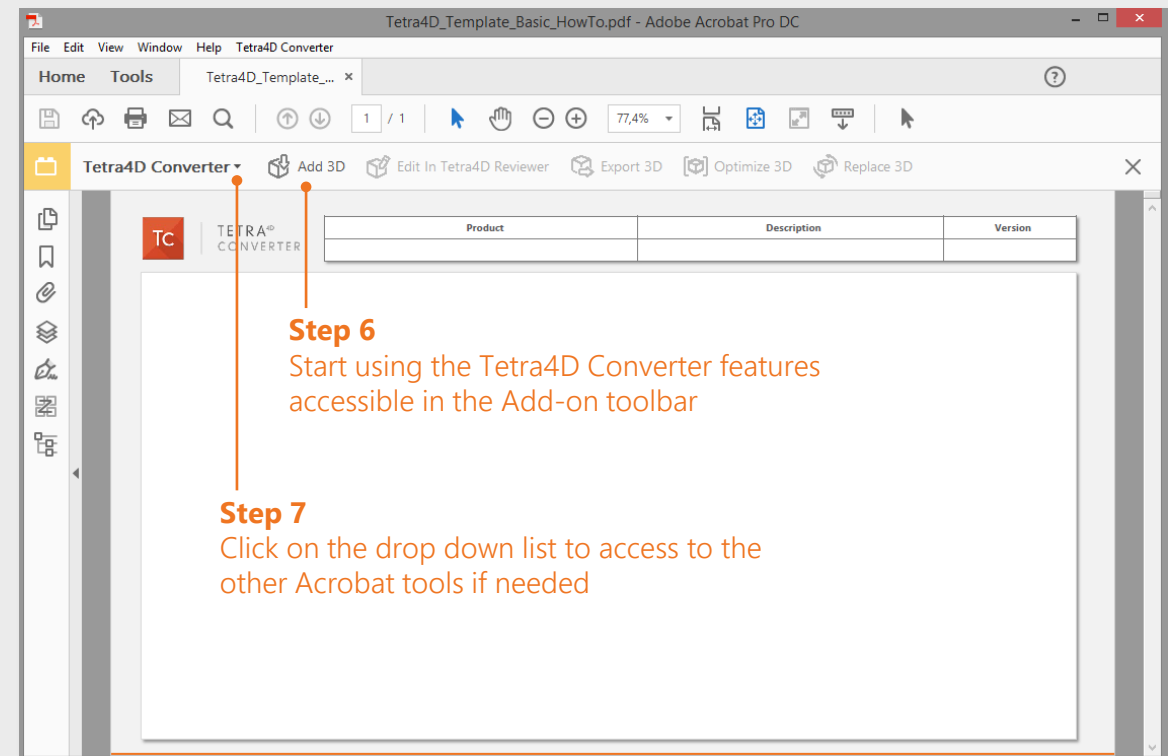 Tetra4D_Template_Basic_HowTo.pdf - Adobe Acrobat Pro DC
File Edit View Window Help Tetra4D Converter
Home Tools Tetra4D_Template_... ×
1 / 1 77,4%
Tetra4D Converter Add 3D Edit In Tetra4D Reviewer Export 3D Optimize 3D Replace 3D
TC TETRA4D
CONVERTER
Product Description Version
Step 6
Start using the Tetra4D Converter features
accessible in the Add-on toolbar
Step 7
Click on the drop down list to access to the
other Acrobat tools if needed